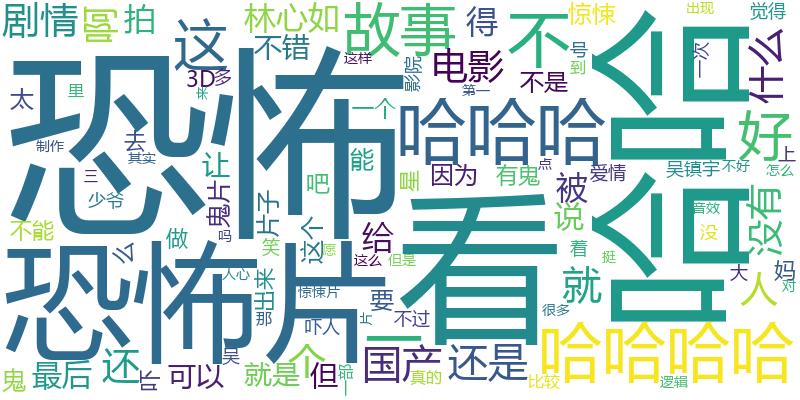 恐怖
看
哈哈
恐怖片
哈哈哈
哈哈哈哈
故事
不
这
电影
什么
好
没有
剧情
拍
林心如
得
惊悚
觉得
出现
不错
3D
多
影院
这样
不是
号
到
一次
第一
太
里
去
制作
其实
三
少爷
让
鬼片
能
一个
星
因为
有鬼
点
爱情
吴镇宇
不好
上
怎么
不能
么
做
吗
人心
片子
笑
吧
这个
给
愿
这么
但是
被
说
着
挺
没
音效
大
妈
对
人
就
很多
那
出来
惊悚片
吓人
要
片
不过
吴
鬼
最后
还
后
可以
就是
个
但
一
国产
真的
还是
比较
逻辑